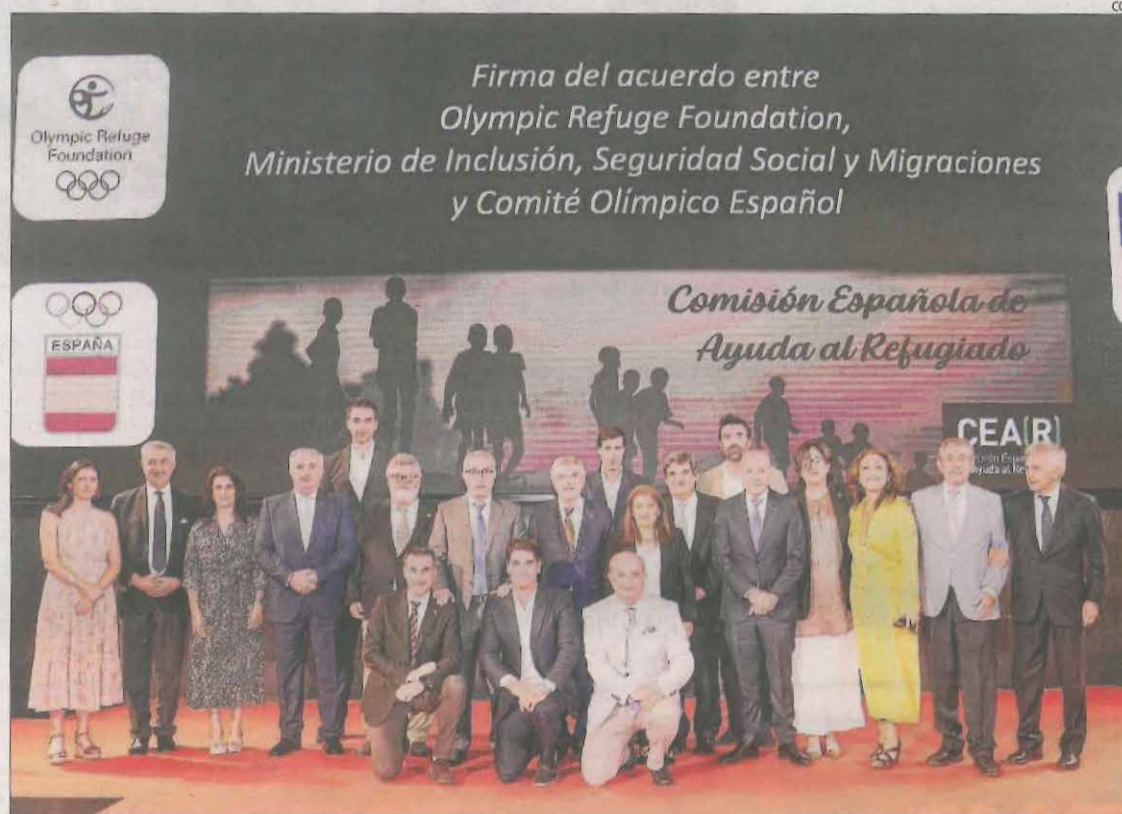 Firma del acuerdo entre
Olympic Refuge Foundation,
Ministerio de Inclusión, Seguridad Social y Migraciones
y Comité Olímpico Español
Olympic Refuge
Foundation
ESPAÑA
Comisión Española de
Ayuda al Refugiado
CEA(R)